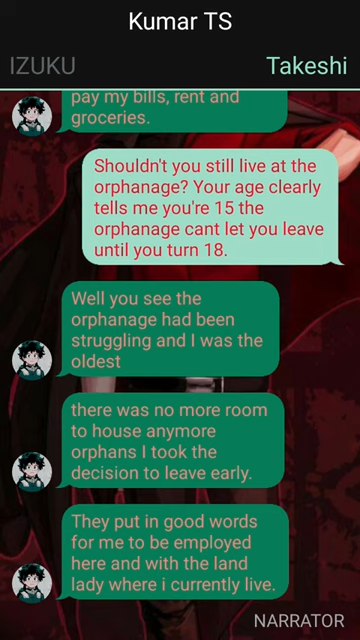 Kumar TS
IZUKU
Takeshi
pay my bills, rent and
groceries.
Shouldn't you still live at the
orphanage? Your age clearly
tells me you're 15 the
orphanage cant let you leave
until you turn 18.
Well you see the
orphanage had been
struggling and I was the
oldest
there was no more room
to house anymore
orphans I took the
decision to leave early.
They put in good words
for me to be employed
here and with the land
lady where i currently live.
NARRATOR